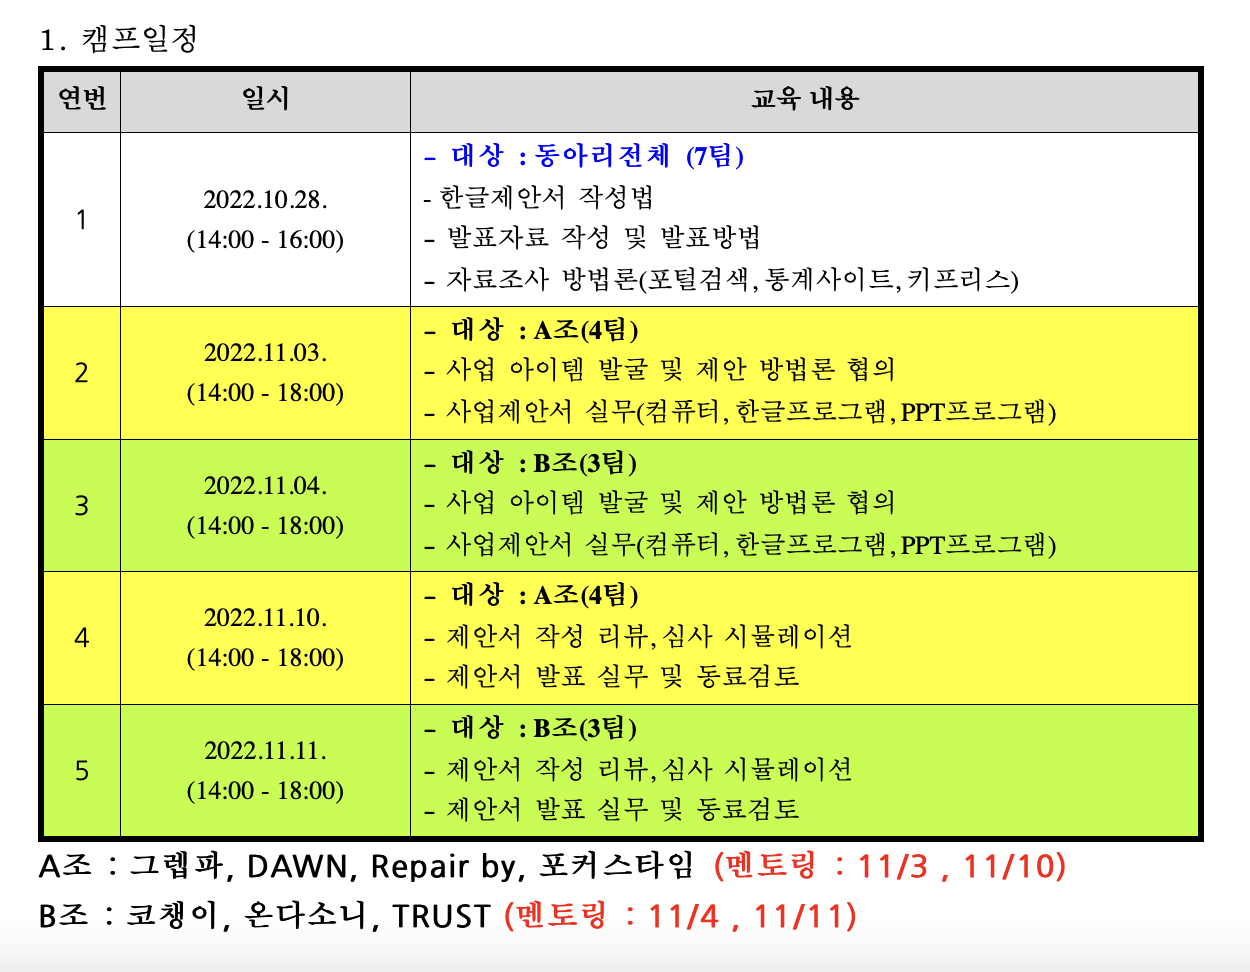 1. 캠프일정
연번 일시 교육 내용
1
2022.10.28.
(14:00 - 16:00)
- 대상 : 동아리전체 (7팀)
- 한글제안서 작성법
- 발표자료 작성 및 발표방법
- 자료조사 방법론(포털검색, 통계사이트, 키프리스)
2
2022.11.03.
(14:00 - 18:00)
- 대상 : A조(4팀)
- 사업 아이템 발굴 및 제안 방법론 협의
- 사업제안서 실무(컴퓨터, 한글프로그램, PPT프로그램)
3
2022.11.04.
(14:00 - 18:00)
- 대상 : B조(3팀)
- 사업 아이템 발굴 및 제안 방법론 협의
- 사업제안서 실무(컴퓨터, 한글프로그램, PPT프로그램)
4
2022.11.10.
(14:00 - 18:00)
- 대상 : A조(4팀)
- 제안서 작성 리뷰, 심사 시뮬레이션
- 제안서 발표 실무 및 동료검토
5
2022.11.11.
(14:00 - 18:00)
- 대상 : B조(3팀)
- 제안서 작성 리뷰, 심사 시뮬레이션
- 제안서 발표 실무 및 동료검토
A조 : 그렙파, DAWN, Repair by, 포커스타임 (멘토링 : 11/3 , 11/10)
B조 : 코챙이, 온다소니, TRUST (멘토링 : 11/4 , 11/11)